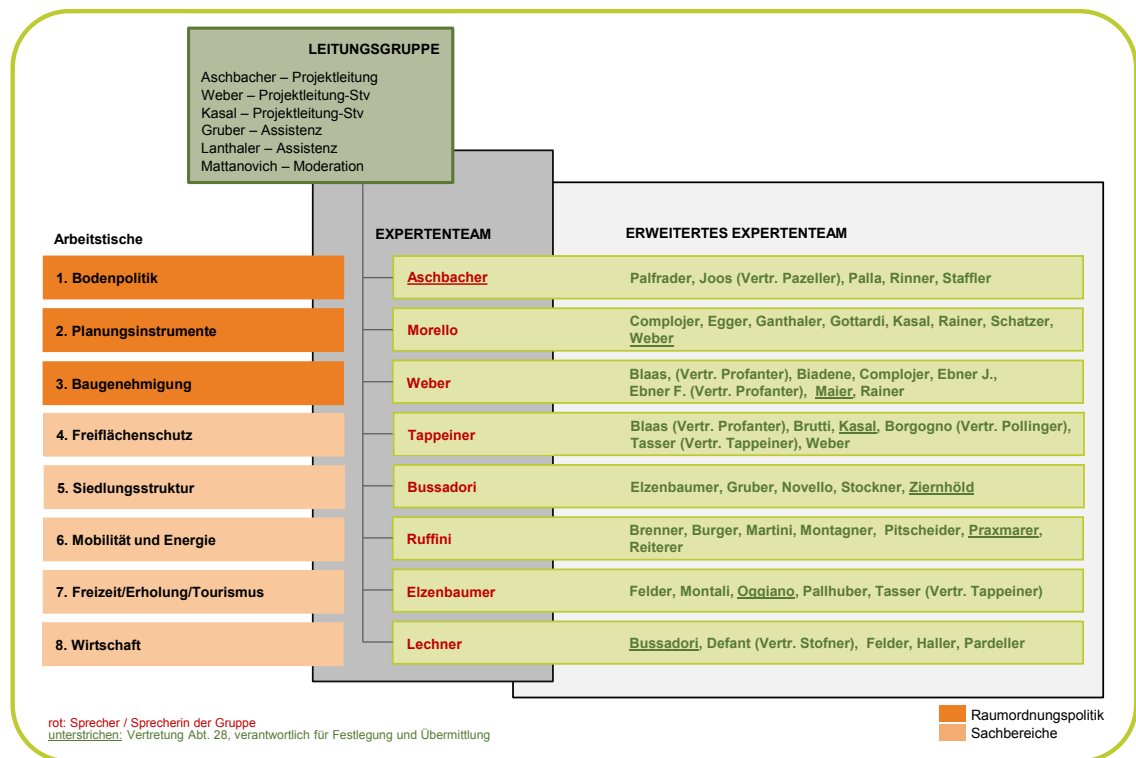 LEITUNGSGRUPPE
Aschbacher – Projektleitung
Weber – Projektleitung-Stv
Kasal – Projektleitung-Stv
Gruber – Assistenz
Lanthaler – Assistenz
Mattanovich – Moderation
Arbeitstische
EXPERTENTEAM
ERWEITERTES EXPERTENTEAM
1. Bodenpolitik
Aschbacher
Palfrader, Joos (Vertr. Pazeller), Palla, Rinner, Staffler
2. Planungsinstrumente
Morello
Complojer, Egger, Ganthaler, Gottardi, Kasal, Rainer, Schatzer,
Weber
3. Baugenehmigung
Weber
Blaas, (Vertr. Profanter), Biadene, Complojer, Ebner J.,
Ebner F. (Vertr. Profanter), Maier, Rainer
4. Freiflächenschutz
Tappeiner
Blaas (Vertr. Profanter), Brutti, Kasal, Borgogno (Vertr. Pollinger),
Tasser (Vertr. Tappeiner), Weber
5. Siedlungsstruktur
Bussadori
Elzenbaumer, Gruber, Novello, Stockner, Ziernhöld
6. Mobilität und Energie
Ruffini
Brenner, Burger, Martini, Montagner, Pitscheider, Praxmarer,
Reiterer
7. Freizeit/Erholung/Tourismus
Elzenbaumer
Felder, Montali, Oggiano, Pallhuber, Tasser (Vertr. Tappeiner)
8. Wirtschaft
Lechner
Bussadori, Defant (Vertr. Stofner), Felder, Haller, Pardeller
rot: Sprecher / Sprecherin der Gruppe
unterstrichen: Vertretung Abt. 28, verantwortlich für Festlegung und Übermittlung
Raumordnungspolitik
Sachbereiche